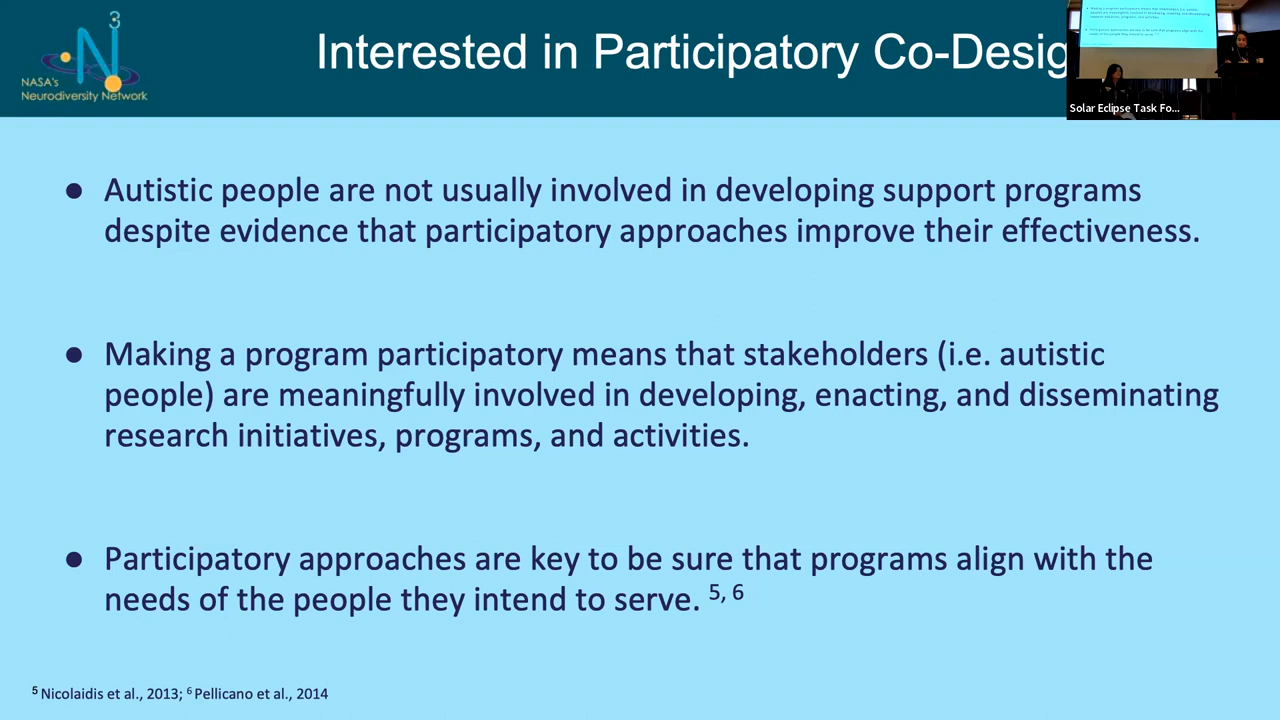 3
N
NASA's
Neurodiversity Network
Interested in Participatory Co-Desig
Solar Eclipse Task Fo...
● Autistic people are not usually involved in developing support programs
despite evidence that participatory approaches improve their effectiveness.
● Making a program participatory means that stakeholders (i.e. autistic
people) are meaningfully involved in developing, enacting, and disseminating
research initiatives, programs, and activities.
● Participatory approaches are key to be sure that programs align with the
needs of the people they intend to serve. 5, 6
5 Nicolaidis et al., 2013; 6 Pellicano et al., 2014